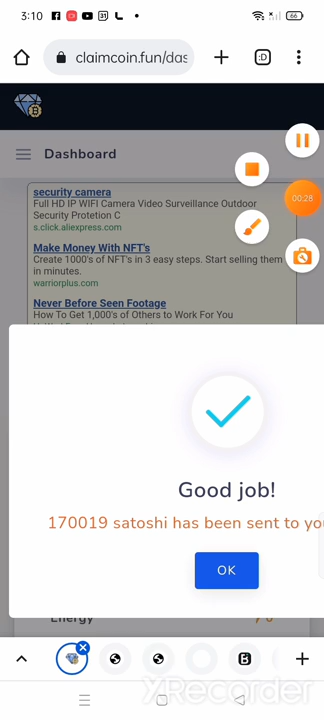 3:10
31
66
claimcoin.fun/das
:D
Dashboard
00:28
security camera
Full HD IP WIFI Camera Video Surveillance Outdoor
Security Protetion C
s.click.aliexpress.com
Make Money With NFT's
Create 1000's of NFT's in 3 easy steps. Start selling them
in minutes.
warriorplus.com
Never Before Seen Footage
How To Get 1,000's of Others to Work For You
Good job!
170019 satoshi has been sent to you
OK
Energy
XRecorder